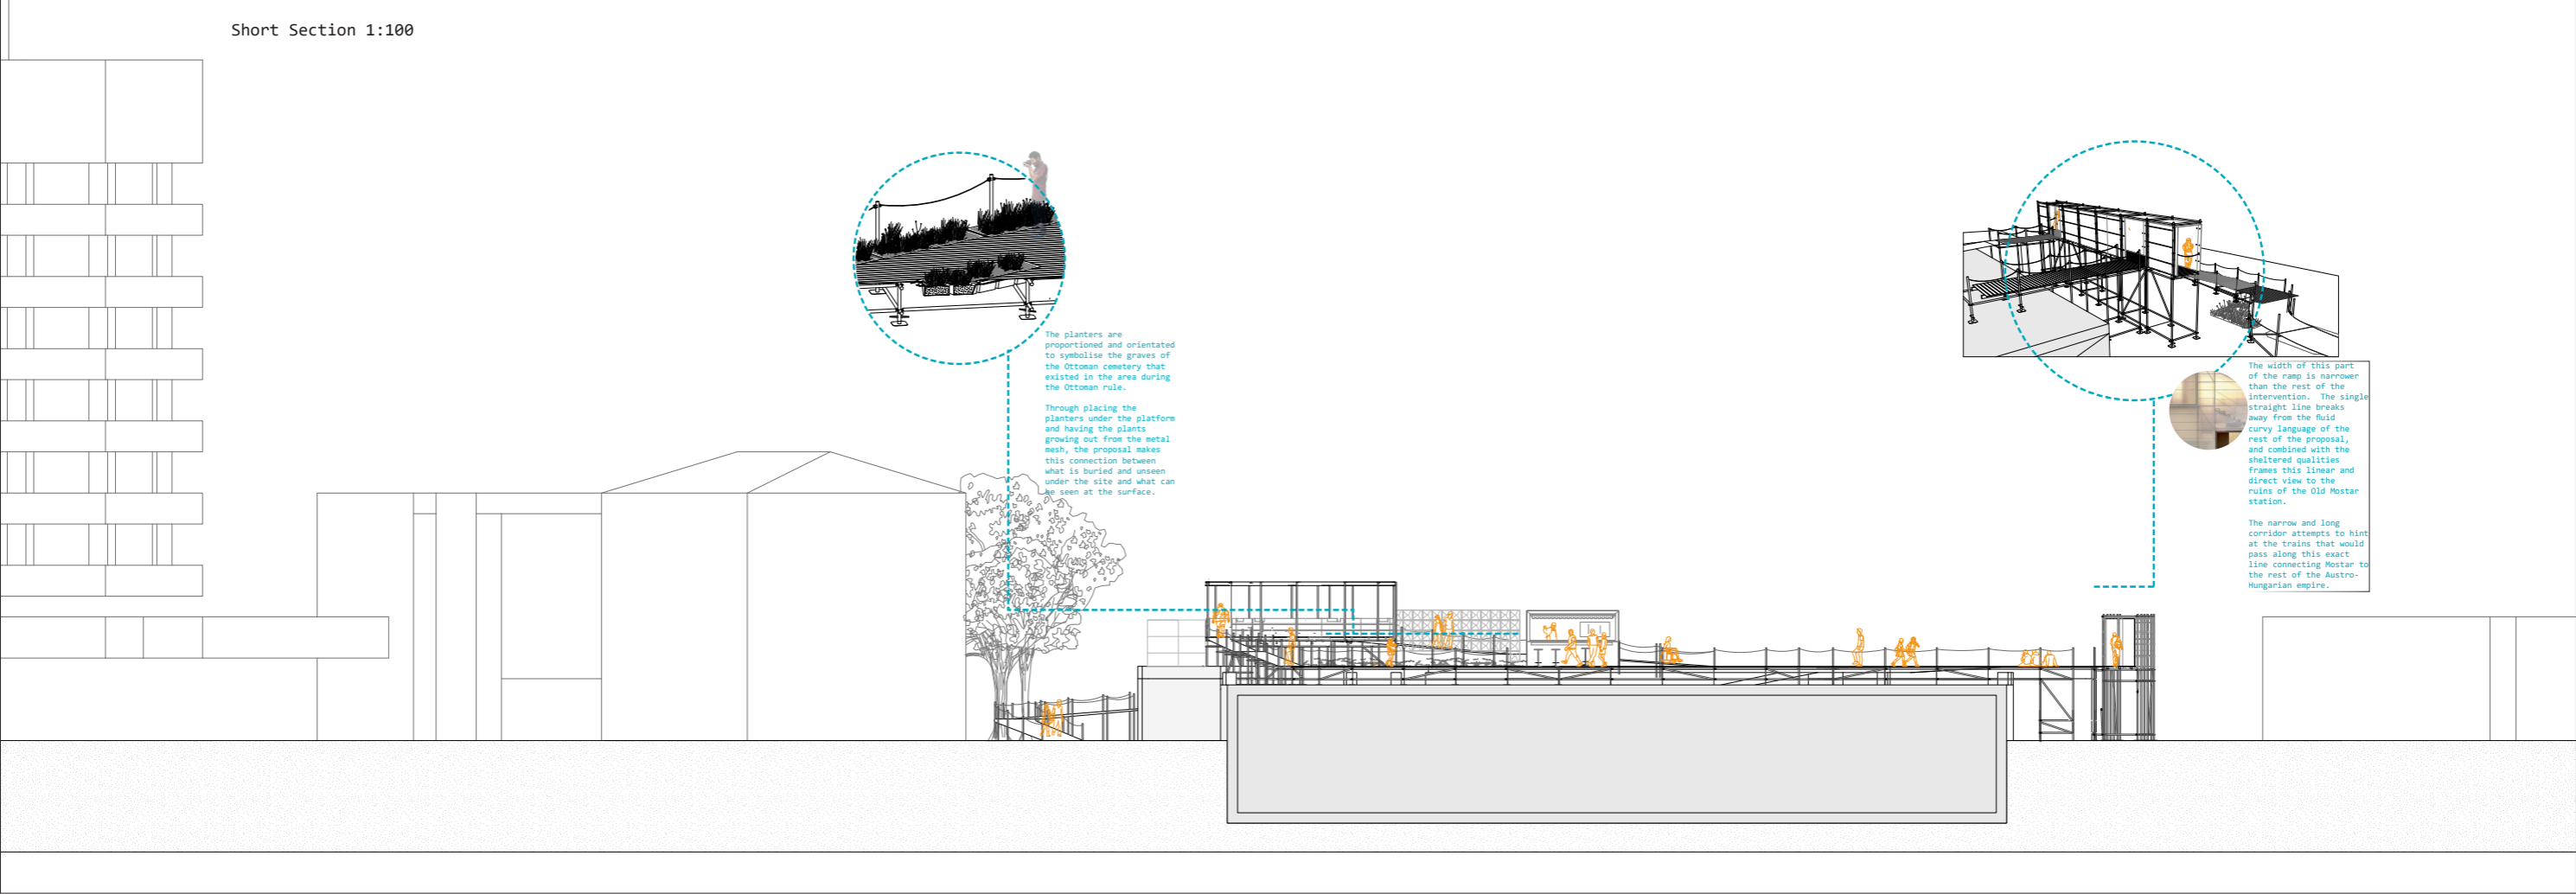 Short Section 1:100
The planters are
proportioned and orientated
to symbolise the graves of
the Ottoman cemetery that
existed in the area during
the Ottoman rule.
Through placing the
planters under the platform
and having the plants
growing out from the metal
mesh, the proposal makes
this connection between
what is buried and unseen
under the site and what can
be seen at the surface.
The width of this part
of the ramp is narrower
than the rest of the
intervention. The single
straight line breaks
away from the fluid
curvy language of the
rest of the proposal,
and combined with the
sheltered qualities
frames this linear and
direct view to the
ruins of the Old Mostar
station.
The narrow and long
corridor attempts to hint
at the trains that would
pass along this exact
line connecting Mostar to
the rest of the Austro-
Hungarian empire.